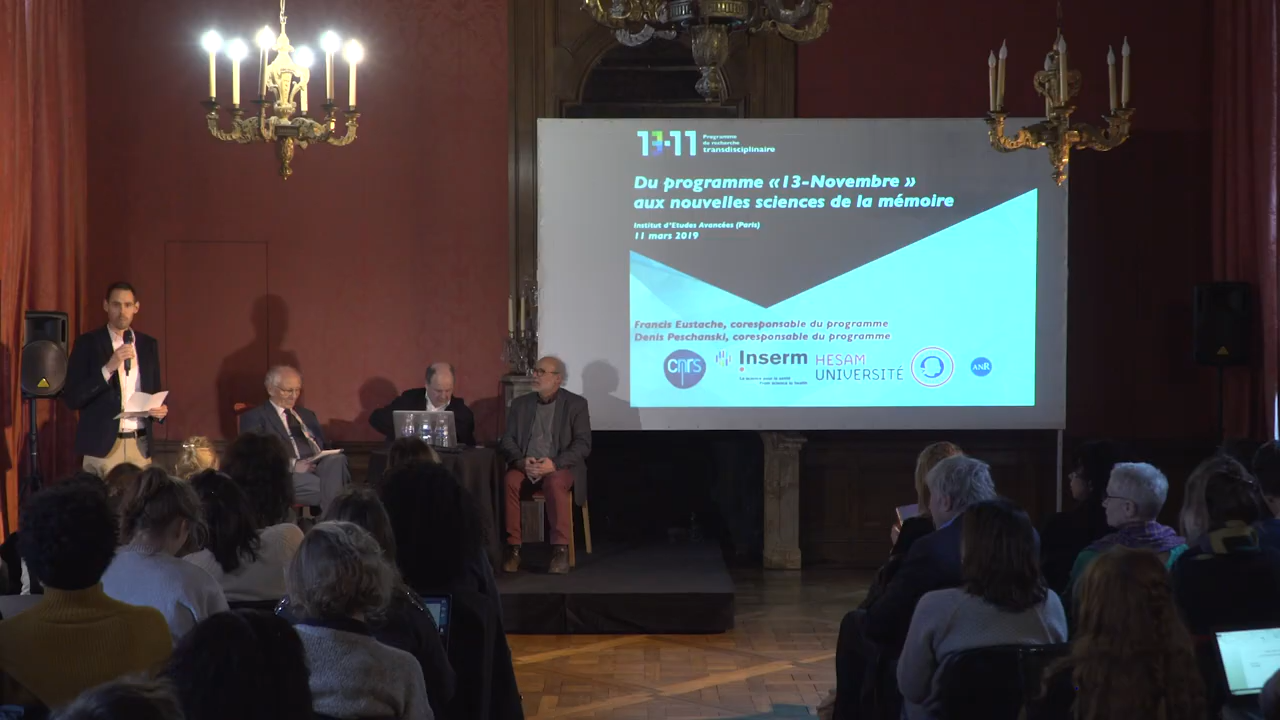 13-11
Programme
de recherche
transdisciplinaire
Du programme «13-Novembre »
aux nouvelles sciences de la mémoire
Institut d'Etudes Avancées (Paris)
11 mars 2019
Francis Eustache, coresponsable du programme
Denis Peschanski, coresponsable du programme
cnrs
Inserm
HESAM
UNIVERSITÉ
ANR